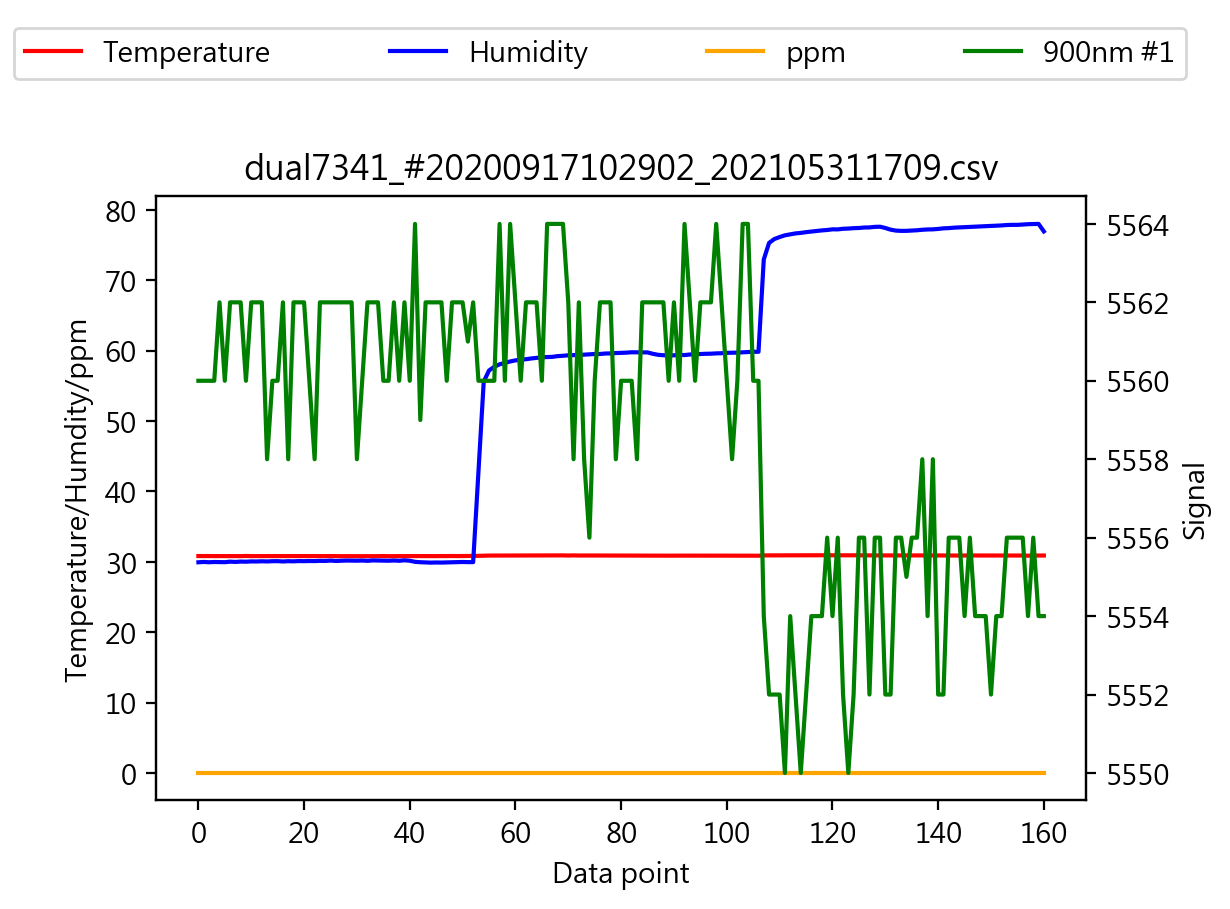 Temperature Humidity ppm 900nm #1
dual7341_#20200917102902_202105311709.csv
80
70
60
50
40
30
20
10
0
Temperature/Humdity/ppm
5564
5562
5560
5558
5556
5554
5552
5550
Signal
0 20 40 60 80 100 120 140 160
Data point